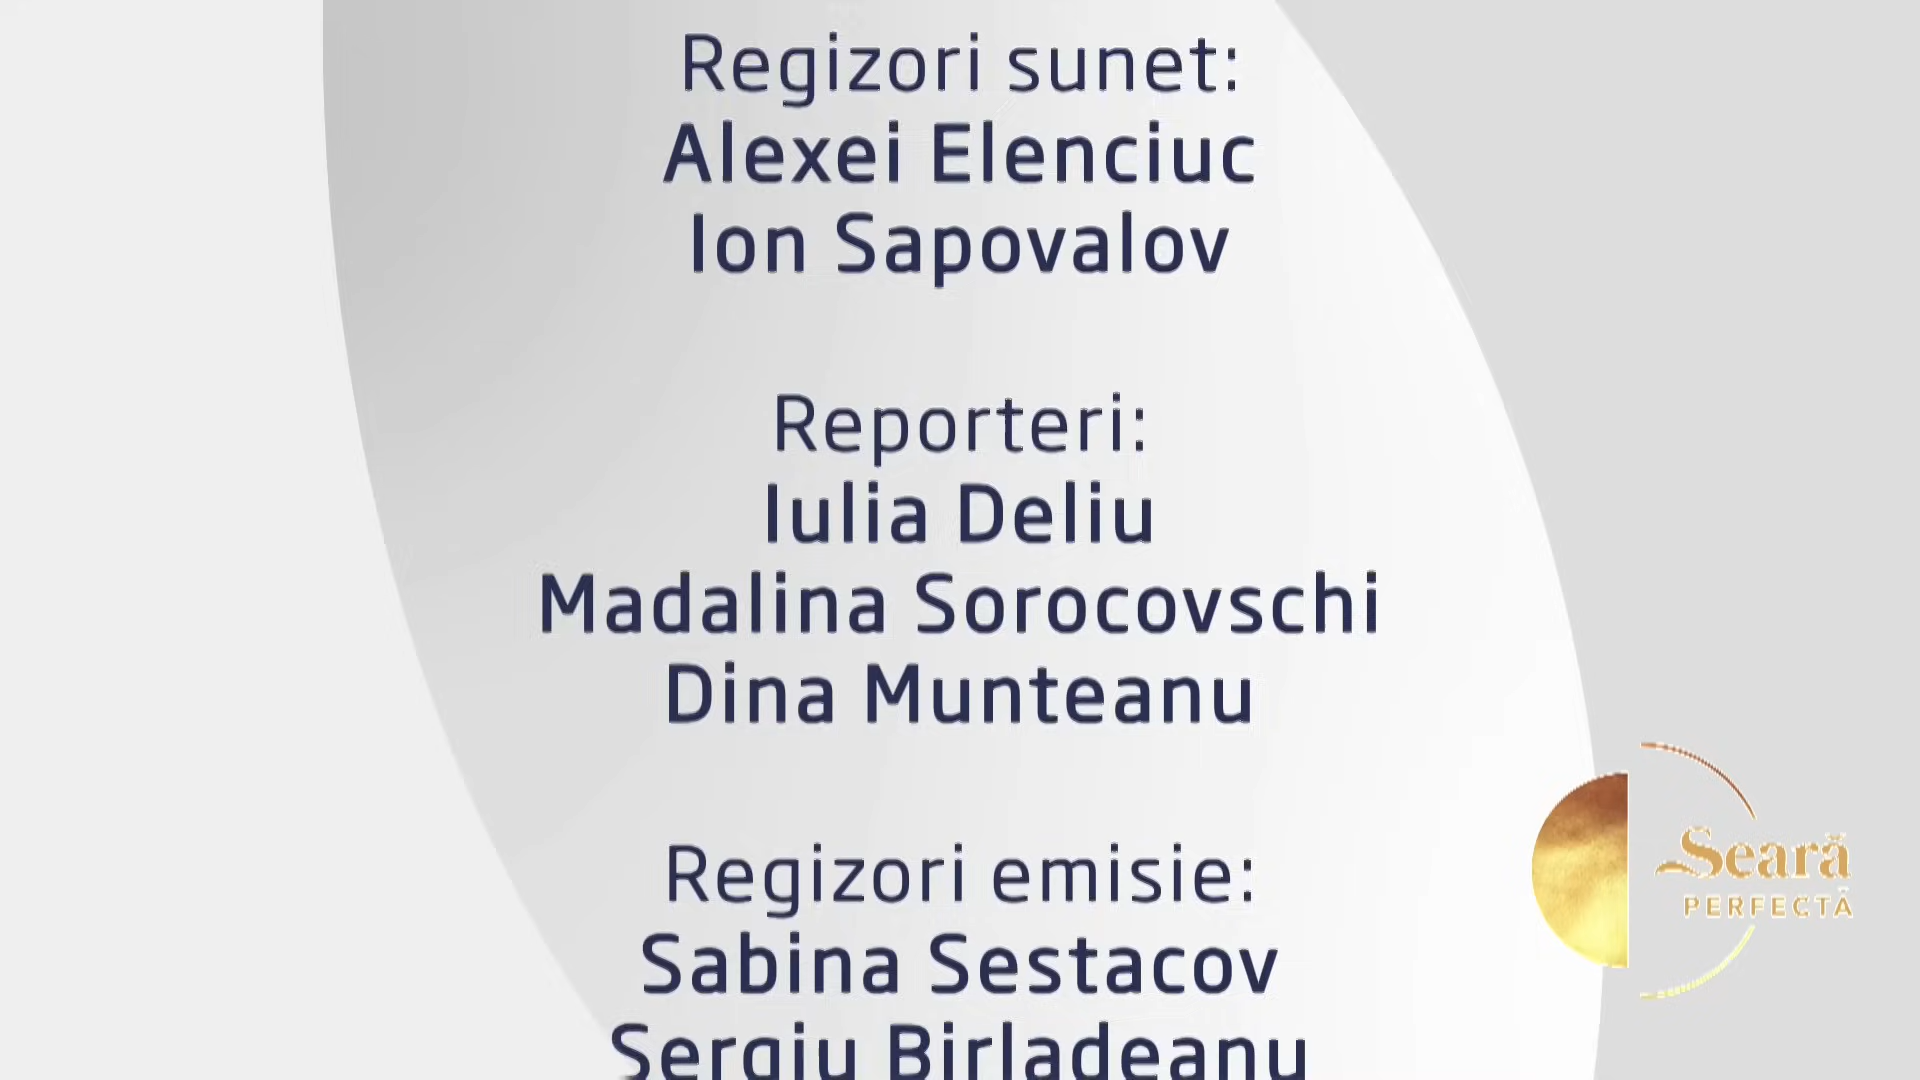 Regizori sunet:
Alexei Elenciuc
Ion Sapovalov
Reporteri:
Iulia Deliu
Madalina Sorocovschi
Dina Munteanu
Regizori emisie:
Sabina Sestacov
Sergiu Birladeanu
Seară
PERFECTĂ